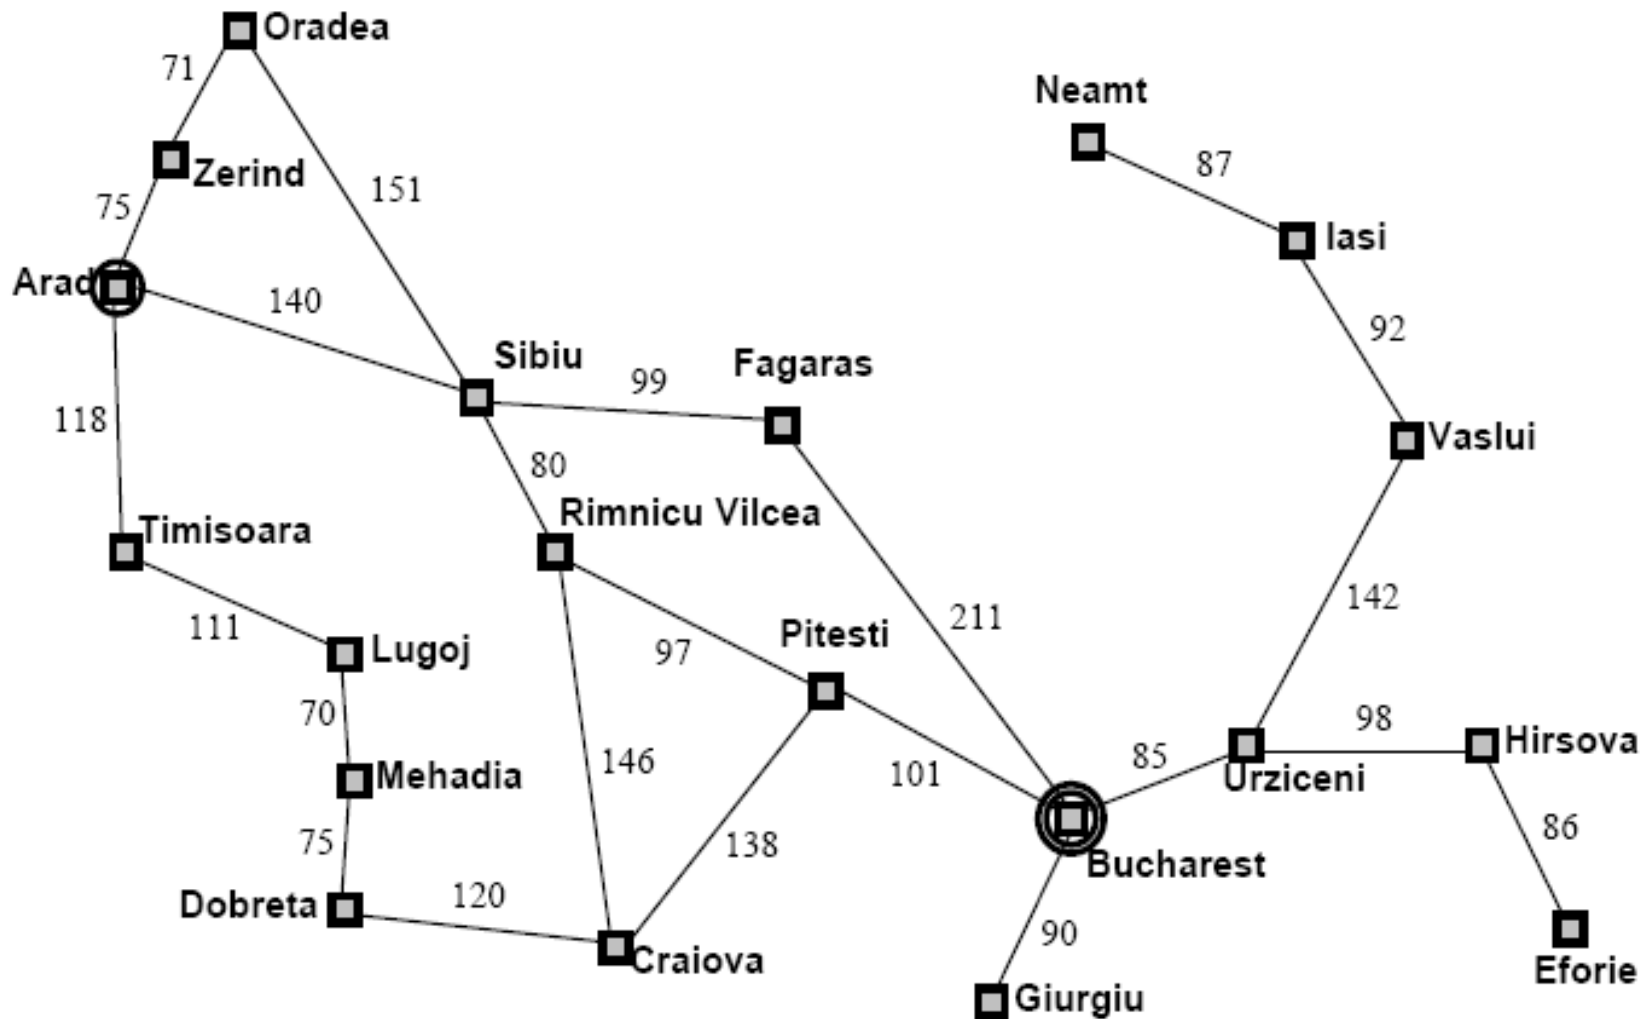 Oradea
71
Neamt
87
Zerind
151
75
Iasi
Arad
140
92
Sibiu
Fagaras
99
118
Vaslui
80
Rimnicu Vilcea
Timisoara
142
211
111
Pitesti
Lugoj
97
70
98
Hirsova
146
85
Mehadia
101
Urziceni
86
75
138
Bucharest
120
Dobreta
90
Craiova
Eforie
Giurgiu